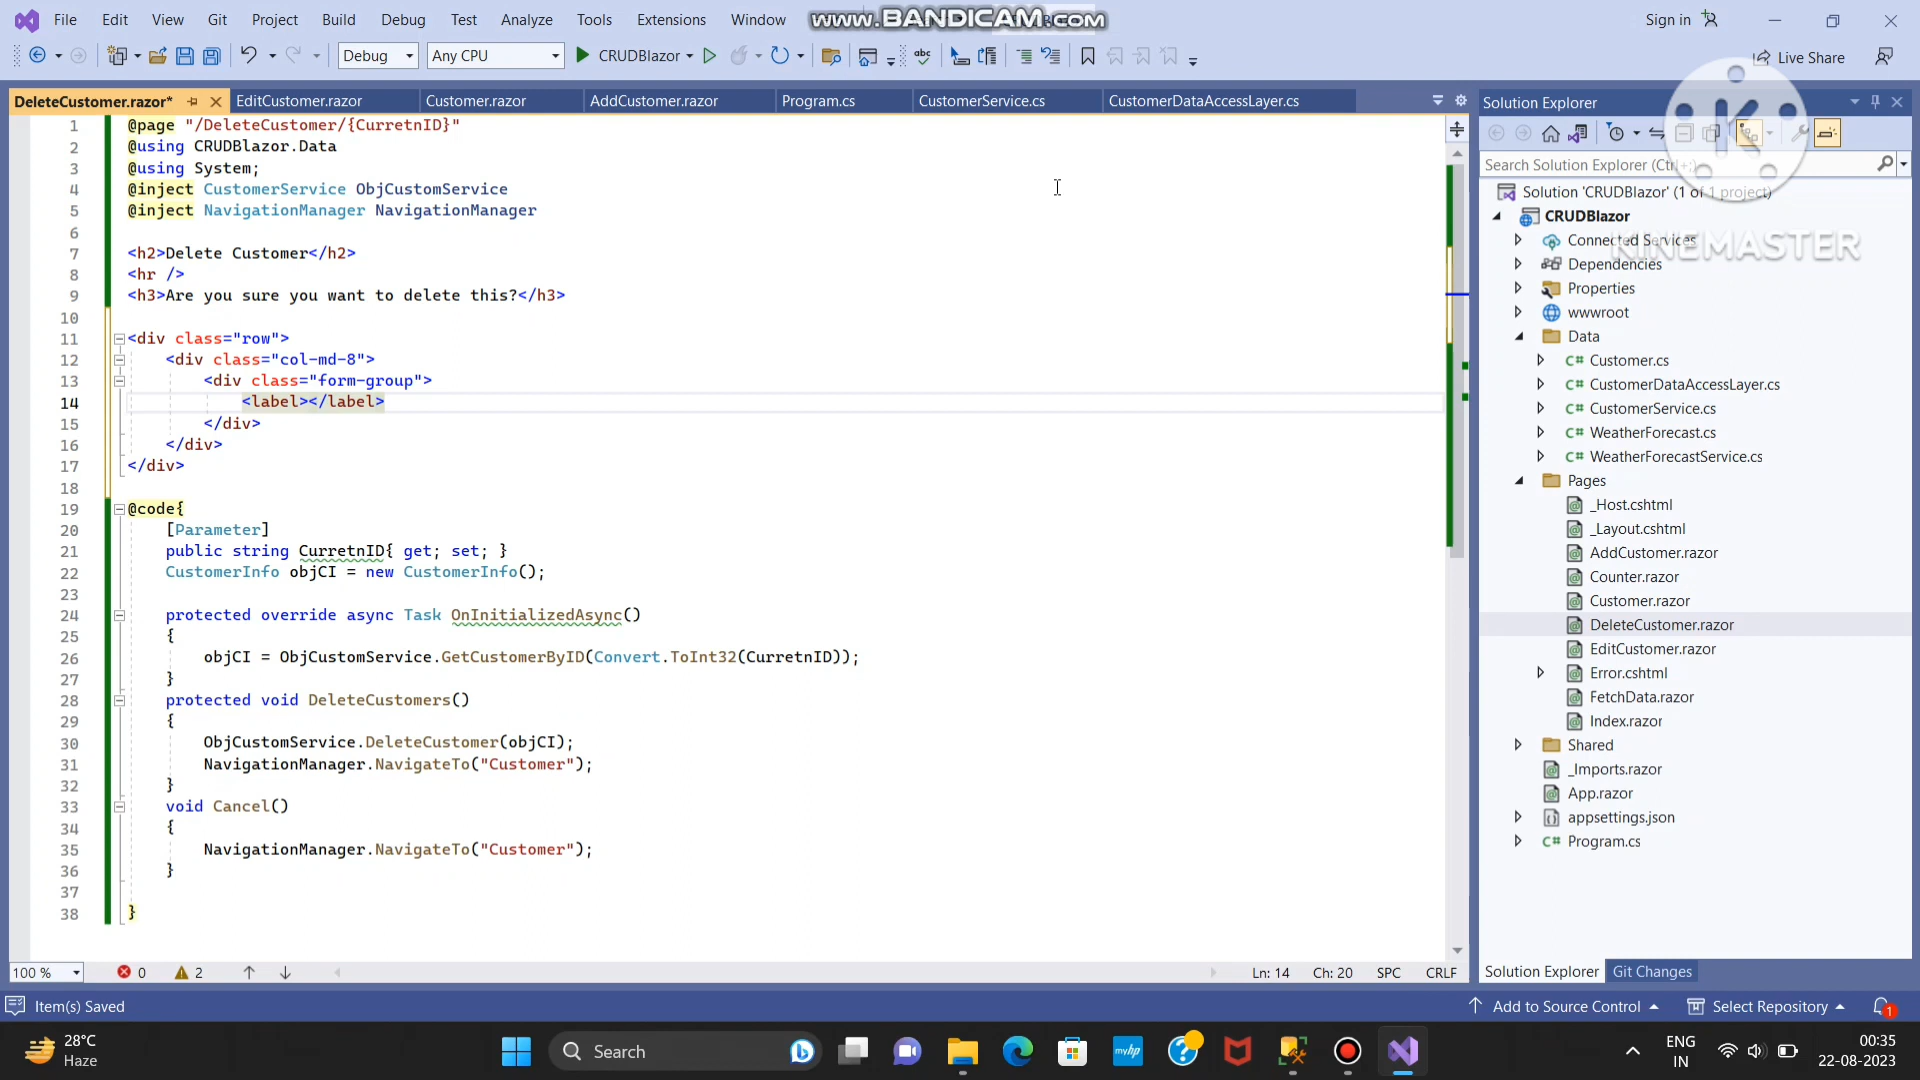 File Edit View Git Project Build Debug Test Analyze Tools Extensions Window
www.BANDICAM.com
Sign in
Debug Any CPU CRUDBlazor Live Share
DeleteCustomer.razor* EditCustomer.razor Customer.razor AddCustomer.razor Program.cs CustomerService.cs CustomerDataAccessLayer.cs
1 @page "/DeleteCustomer/{CurretnID}"
2 @using CRUDBlazor.Data
3 @using System;
4 @inject CustomerService ObjCustomService
5 @inject NavigationManager NavigationManager
6
7 <h2>Delete Customer</h2>
8 <hr />
9 <h3>Are you sure you want to delete this?</h3>
10
11 <div class="row">
12 <div class="col-md-8">
13 <div class="form-group">
14 <label></label>
15 </div>
16 </div>
17 </div>
18
19 @code{
20 [Parameter]
21 public string CurretnID{ get; set; }
22 CustomerInfo objCI = new CustomerInfo();
23
24 protected override async Task OnInitializedAsync()
25 {
26 objCI = ObjCustomService.GetCustomerByID(Convert.ToInt32(CurretnID));
27 }
28 protected void DeleteCustomers()
29 {
30 ObjCustomService.DeleteCustomer(objCI);
31 NavigationManager.NavigateTo("Customer");
32 }
33 void Cancel()
34 {
35 NavigationManager.NavigateTo("Customer");
36 }
37
38 }
100 % 0 2 Ln: 14 Ch: 20 SPC CRLF
Solution Explorer
Search Solution Explorer (Ctrl+;)
K
KINEMASTER
Solution 'CRUDBlazor' (1 of 1 project)
CRUDBlazor
Connected Services
Dependencies
Properties
wwwroot
Data
C# Customer.cs
C# CustomerDataAccessLayer.cs
C# CustomerService.cs
C# WeatherForecast.cs
C# WeatherForecastService.cs
Pages
_Host.cshtml
_Layout.cshtml
AddCustomer.razor
Counter.razor
Customer.razor
DeleteCustomer.razor
EditCustomer.razor
Error.cshtml
FetchData.razor
Index.razor
Shared
_Imports.razor
App.razor
appsettings.json
C# Program.cs
Solution Explorer Git Changes
Item(s) Saved Add to Source Control Select Repository 1
28°C
Haze
Search
myhp
ENG
IN
00:35
22-08-2023